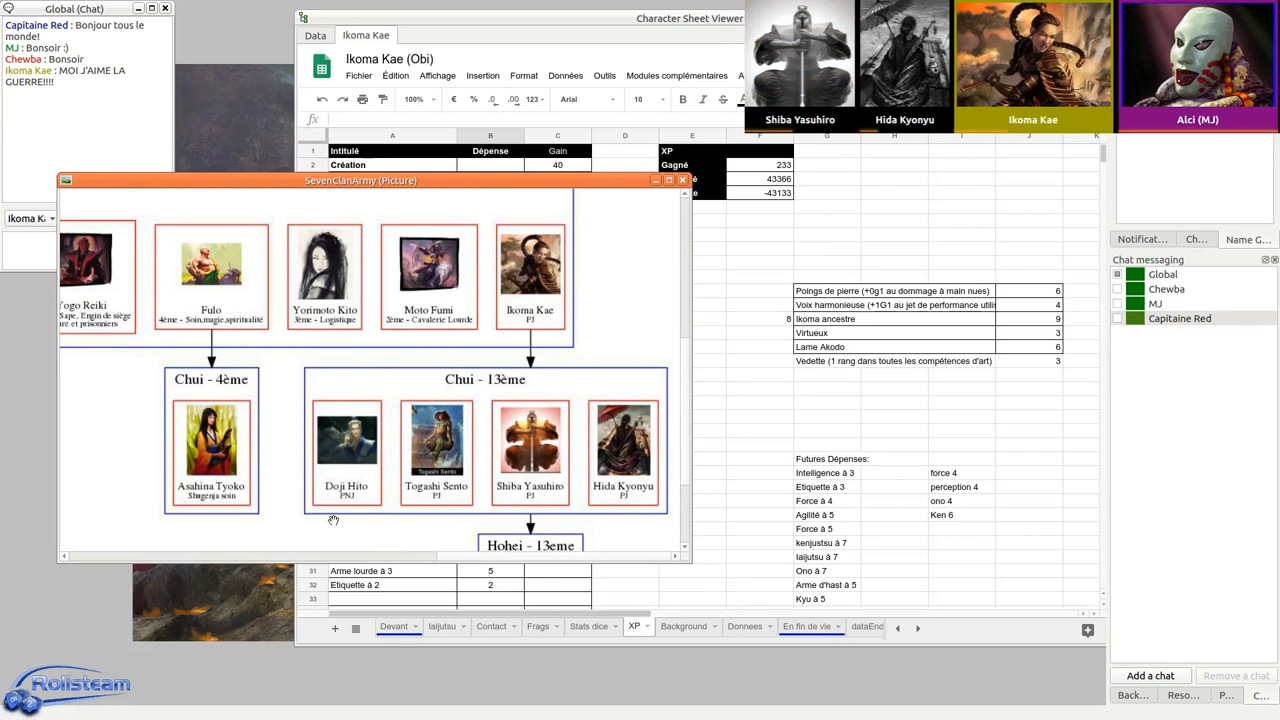 Global (Chat)
Capitaine Red : Bonjour tous le
monde!
MJ : Bonsoir :)
Chewba : Bonsoir
Ikoma Kae : MOI J'AIME LA
GUERRE!!!!
Character Sheet Viewer
Data
Ikoma Kae
Ikoma Kae (Obi)
Fichier Édition Affichage Insertion Format Données Outils Modules complémentaires A
100% € % .0 .00 123 Arial 10 B I S A
fx
A B C D E F G H I J K
1 Intitulé Dépense Gain XP
2 Création 40 Gagné 233
43366
-43133
Shiba Yasuhiro
Hida Kyonyu
Ikoma Kae
Alci (MJ)
SevenClanArmy (Picture)
Yogo Reiki
Sape, Engin de siège
Fulo
4ème - Soin,magie,spiritualité
Yorimoto Kito
3ème - Logistique
Moto Fumi
2ème - Cavalerie Lourde
Ikoma Kae
PJ
Chui - 4ème
Asahina Tyoko
Shugenja soin
Chui - 13ème
Doji Hito
PNJ
Togashi Sento
Togashi Sento
PJ
Shiba Yasuhiro
PJ
Hida Kyonyu
PJ
Hohei - 13eme
Ikoma Ka
Poings de pierre (+0g1 au dommage à main nues) 6
Voix harmonieuse (+1G1 au jet de performance utilis 4
8 Ikoma ancestre 9
Virtueux 3
Lame Akodo 6
Vedette (1 rang dans toutes les compétences d'art) 3
Futures Dépenses:
Intelligence à 3 force 4
Etiquette à 3 perception 4
Force à 4 ono 4
Agilité à 5 Ken 6
Force à 5
kenjustsu à 7
Iaijutsu à 7
Ono à 7
Arme d'hast à 5
Kyu à 5
31 Arme lourde à 3 5
32 Etiquette à 2 2
33
Devant Iaijutsu Contact Frags Stats dice XP Background Donnees En fin de vie dataEnd
Notificat... Ch... Name G...
Chat messaging
Global
Chewba
MJ
Capitaine Red
Add a chat Remove a chat
Back... Reso... P... C...
Rolisteam